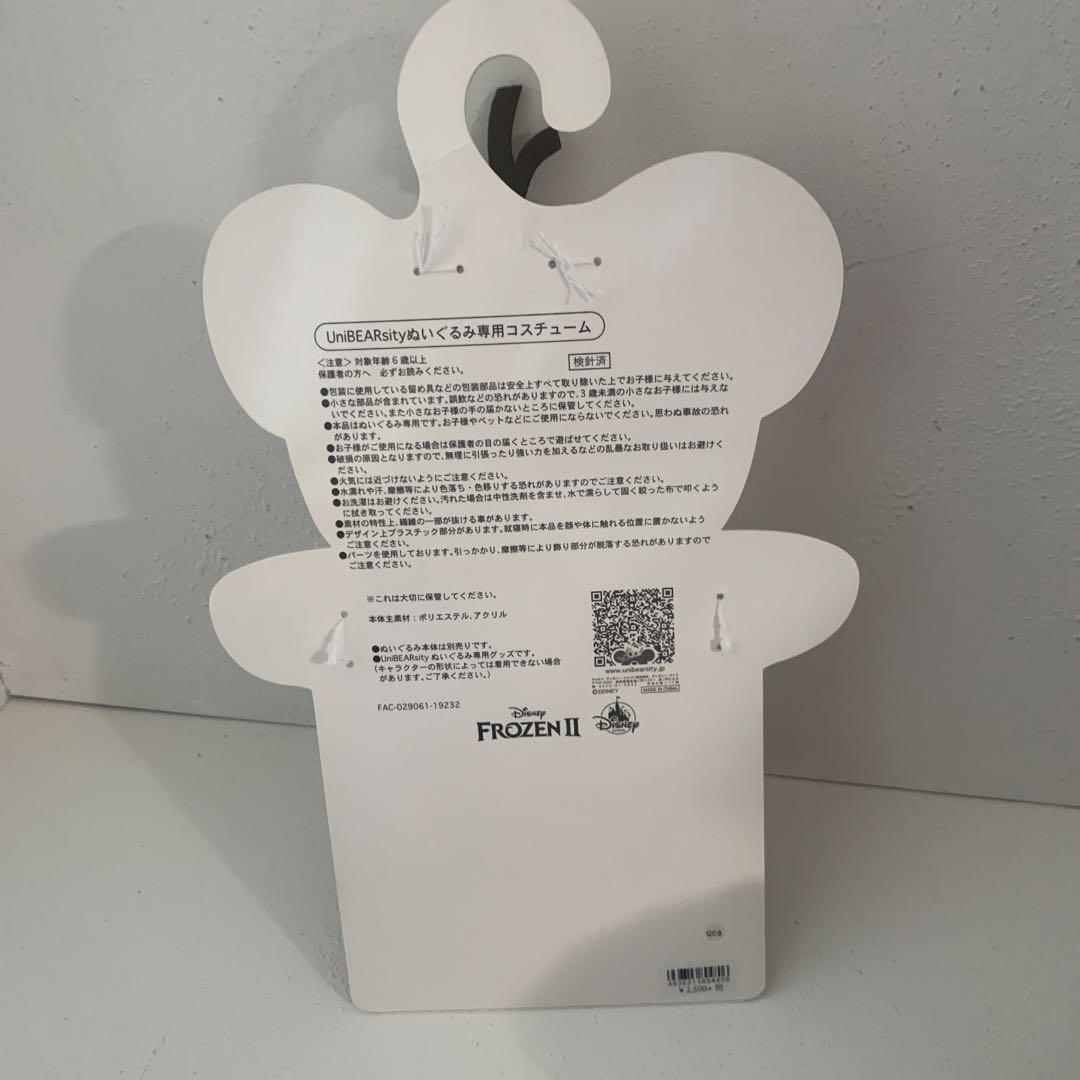 UniBEARsityぬいぐるみ専用コスチューム
＜注意＞対象年齢6歳以上
検針済
保護者の方へ 必ずお読みください。
●包装に使用している留め具などの包装部品は安全上すべて取り除いた上でお子様に与えてください。
●小さな部品が含まれています。誤飲などの恐れがありますので、3歳未満の小さなお子様には与えな
いでください。また小さなお子様の手の届かないところに保管してください。
●本品はぬいぐるみ専用です。お子様やペットなどにご使用にならないでください。思わぬ事故の恐れ
があります。
●お子様がご使用になる場合は保護者の目の届くところで遊ばせてください。
●破損の原因となりますので、無理に引張ったり強い力を加えるなどの乱暴なお取り扱いはお避けく
ださい。
●火気には近づけないようにご注意ください。
●水濡れや汗、摩擦等により色落ち・色移りする恐れがありますのでご注意ください。
●お洗濯はお避けください。汚れた場合は中性洗剤を含ませ、水で濡らして固く絞った布で叩くよう
に拭き取ってください。
●素材の特性上、繊維の一部が抜ける事があります。
●デザイン上プラスチック部分があります。就寝時に本品を顔や体に触れる位置に置かないよう
ご注意ください。
●パーツを使用しております。引っかかり、摩擦等により飾り部分が脱落する恐れがありますので
ご注意ください。
※これは大切に保管してください。
本体主素材：ポリエステル、アクリル
●ぬいぐるみ本体は別売りです。
●UniBEARsity ぬいぐるみ専用グッズです。
（キャラクターの形状によっては着用できない場合
があります。ご了承ください。）
www.unibearsity.jp
©DISNEY
MADE IN CHINA
FAC-029061-19232
Disney
FROZEN II
Disney
STORE
QC9
¥2,500+税